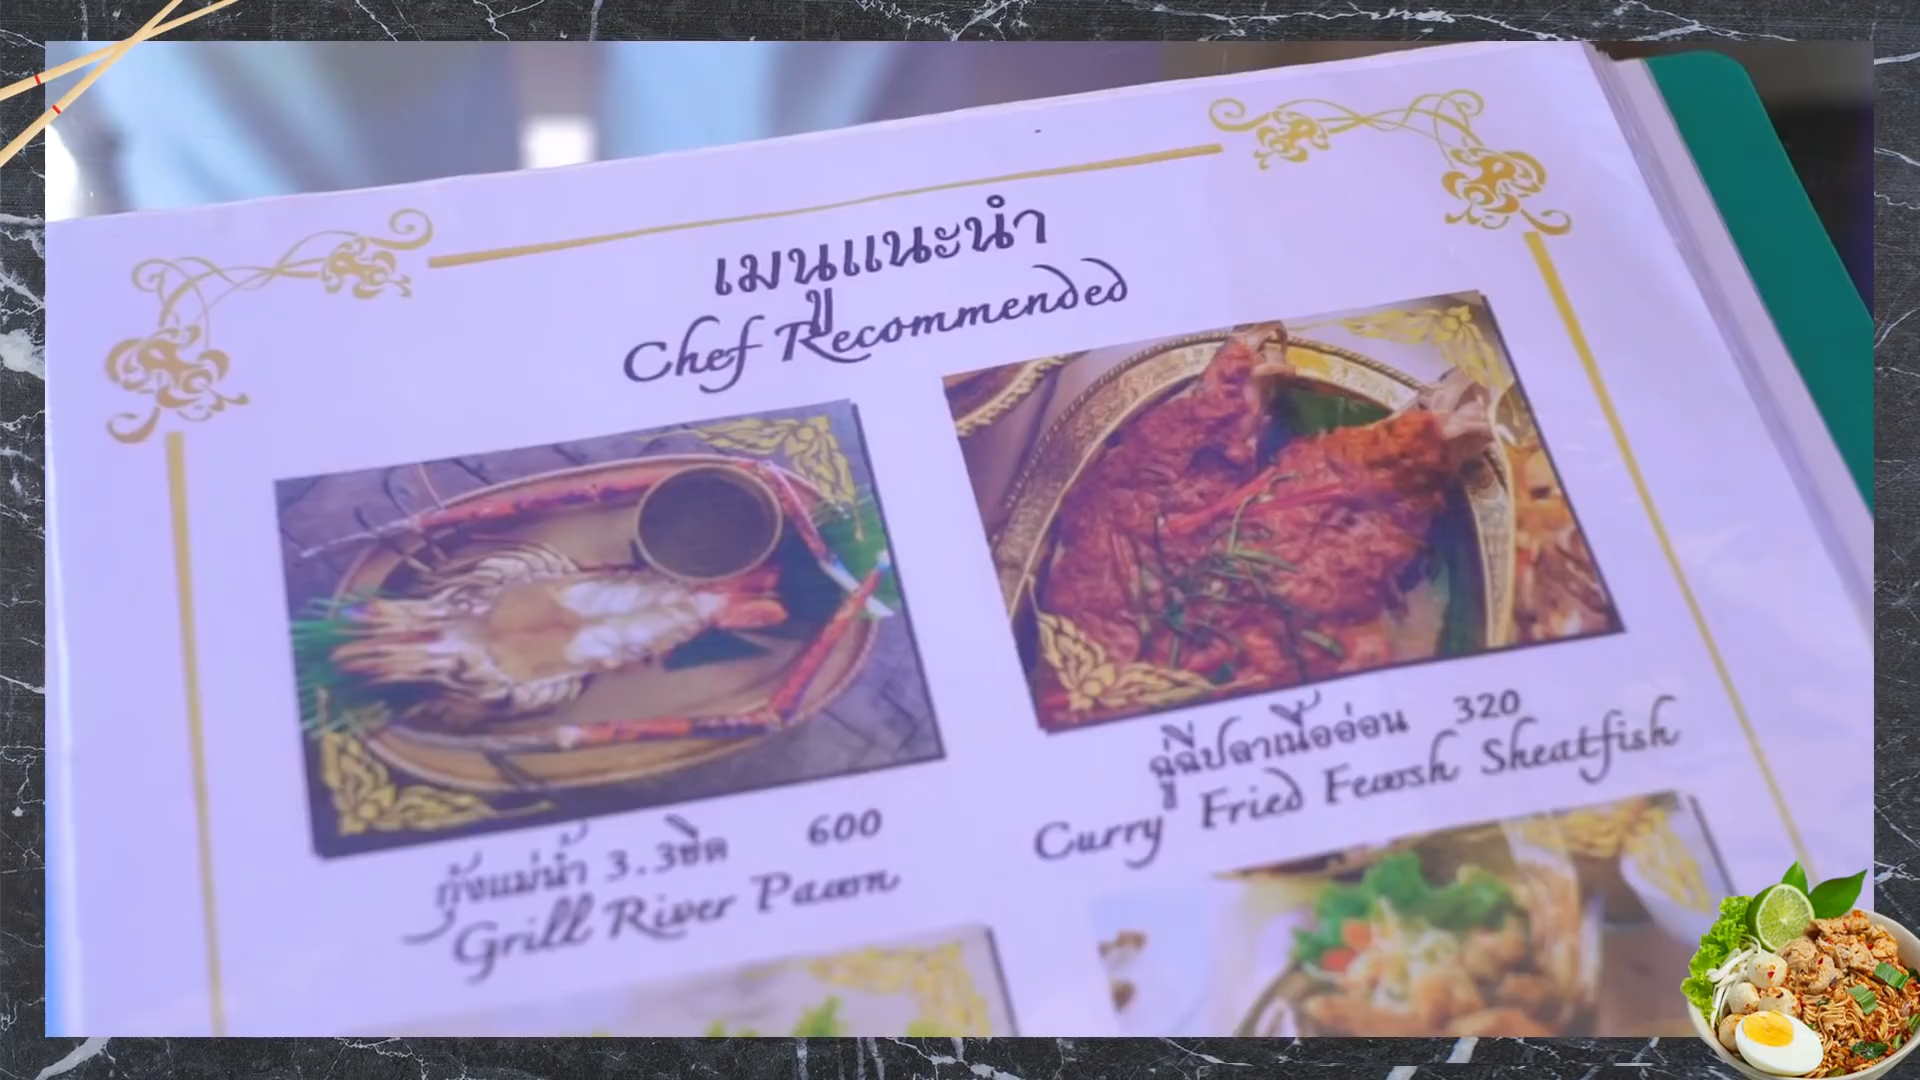 เมนูแนะนำ
Chef Recommended
กุ้งแม่น้ำ 3.3ขีด 600
Grill River Pawn
ฉู่ฉี่ปลาเนื้ออ่อน 320
Curry Fried Fewsh Sheatfish